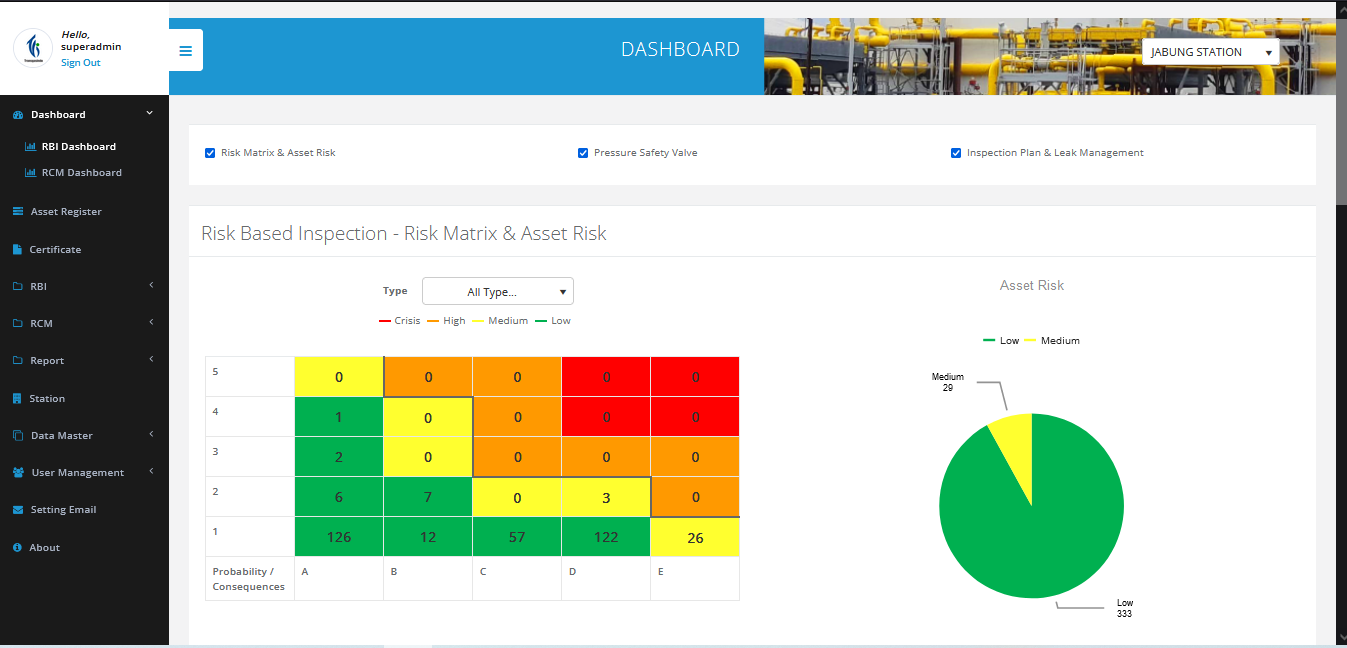 Hello,
superadmin
Sign Out
DASHBOARD
JABUNG STATION
Dashboard
RBI Dashboard
RCM Dashboard
Asset Register
Certificate
RBI
RCM
Report
Station
Data Master
User Management
Setting Email
About
Risk Matrix & Asset Risk
Pressure Safety Valve
Inspection Plan & Leak Management
Risk Based Inspection - Risk Matrix & Asset Risk
Type
All Type...
Crisis High Medium Low
5 0 0 0 0 0
4 1 0 0 0 0
3 2 0 0 0 0
2 6 7 0 3 0
1 126 12 57 122 26
Probability / A B C D E
Consequences
Asset Risk
Low Medium
Medium
29
Low
333